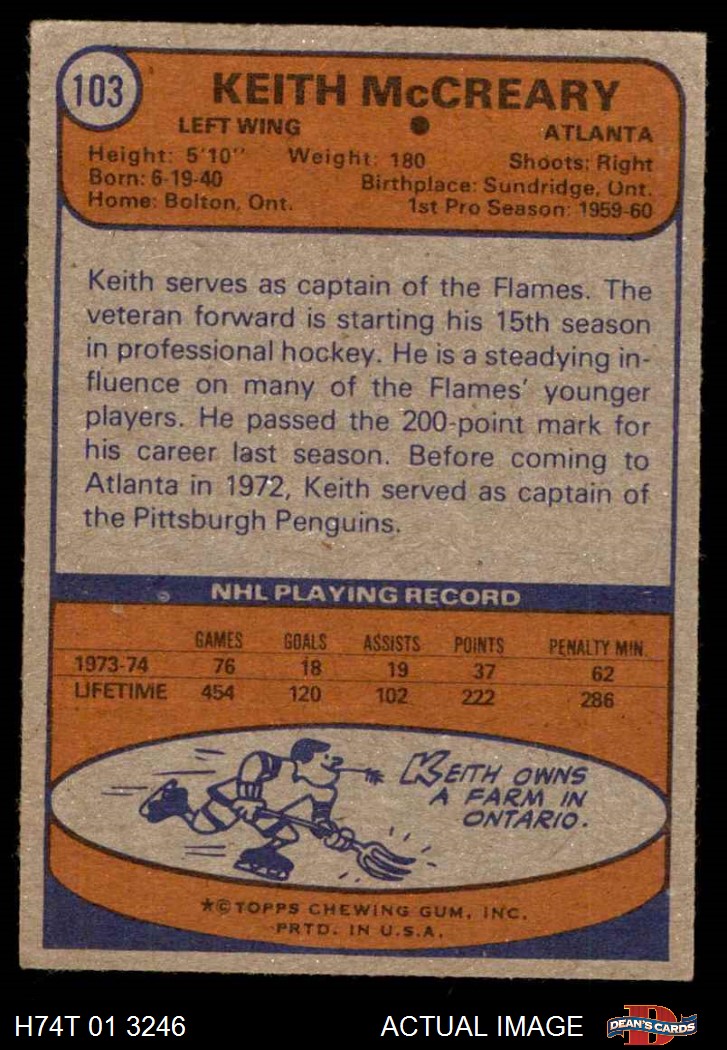 103
KEITH McCREARY
LEFT WING ● ATLANTA
Height: 5'10" Weight: 180 Shoots: Right
Born: 6-19-40 Birthplace: Sundridge, Ont.
Home: Bolton, Ont. 1st Pro Season: 1959-60
Keith serves as captain of the Flames. The
veteran forward is starting his 15th season
in professional hockey. He is a steadying in-
fluence on many of the Flames' younger
players. He passed the 200-point mark for
his career last season. Before coming to
Atlanta in 1972, Keith served as captain of
the Pittsburgh Penguins.
NHL PLAYING RECORD
GAMES GOALS ASSISTS POINTS PENALTY MIN.
1973-74 76 18 19 37 62
LIFETIME 454 120 102 222 286
KEITH OWNS
A FARM IN
ONTARIO.
★©TOPPS CHEWING GUM, INC.
PRTD. IN U.S.A.
H74T 01 3246 ACTUAL IMAGE D DEAN'S CARDS